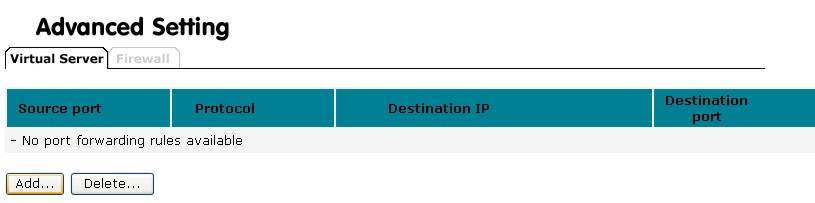 Advanced Setting
Virtual Server Firewall
Source port Protocol Destination IP Destination
port
- No port forwarding rules available
Add... Delete...